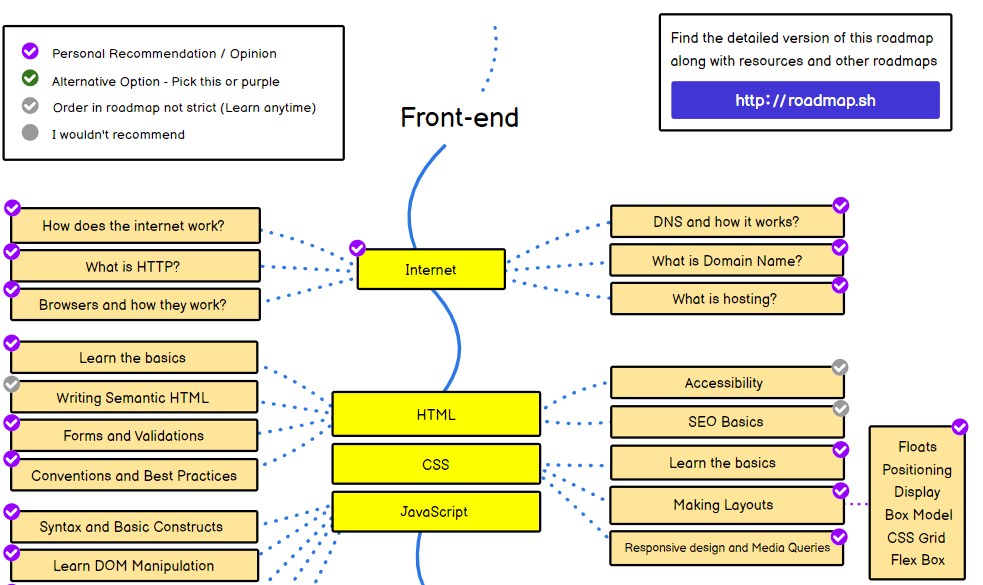 Personal Recommendation / Opinion
Alternative Option - Pick this or purple
Order in roadmap not strict (Learn anytime)
I wouldn't recommend
Find the detailed version of this roadmap
along with resources and other roadmaps
http://roadmap.sh
Front-end
How does the internet work?
What is HTTP?
Browsers and how they work?
Internet
DNS and how it works?
What is Domain Name?
What is hosting?
Learn the basics
Writing Semantic HTML
Forms and Validations
Conventions and Best Practices
HTML
Accessibility
SEO Basics
CSS
Learn the basics
Making Layouts
Responsive design and Media Queries
Floats
Positioning
Display
Box Model
CSS Grid
Flex Box
JavaScript
Syntax and Basic Constructs
Learn DOM Manipulation